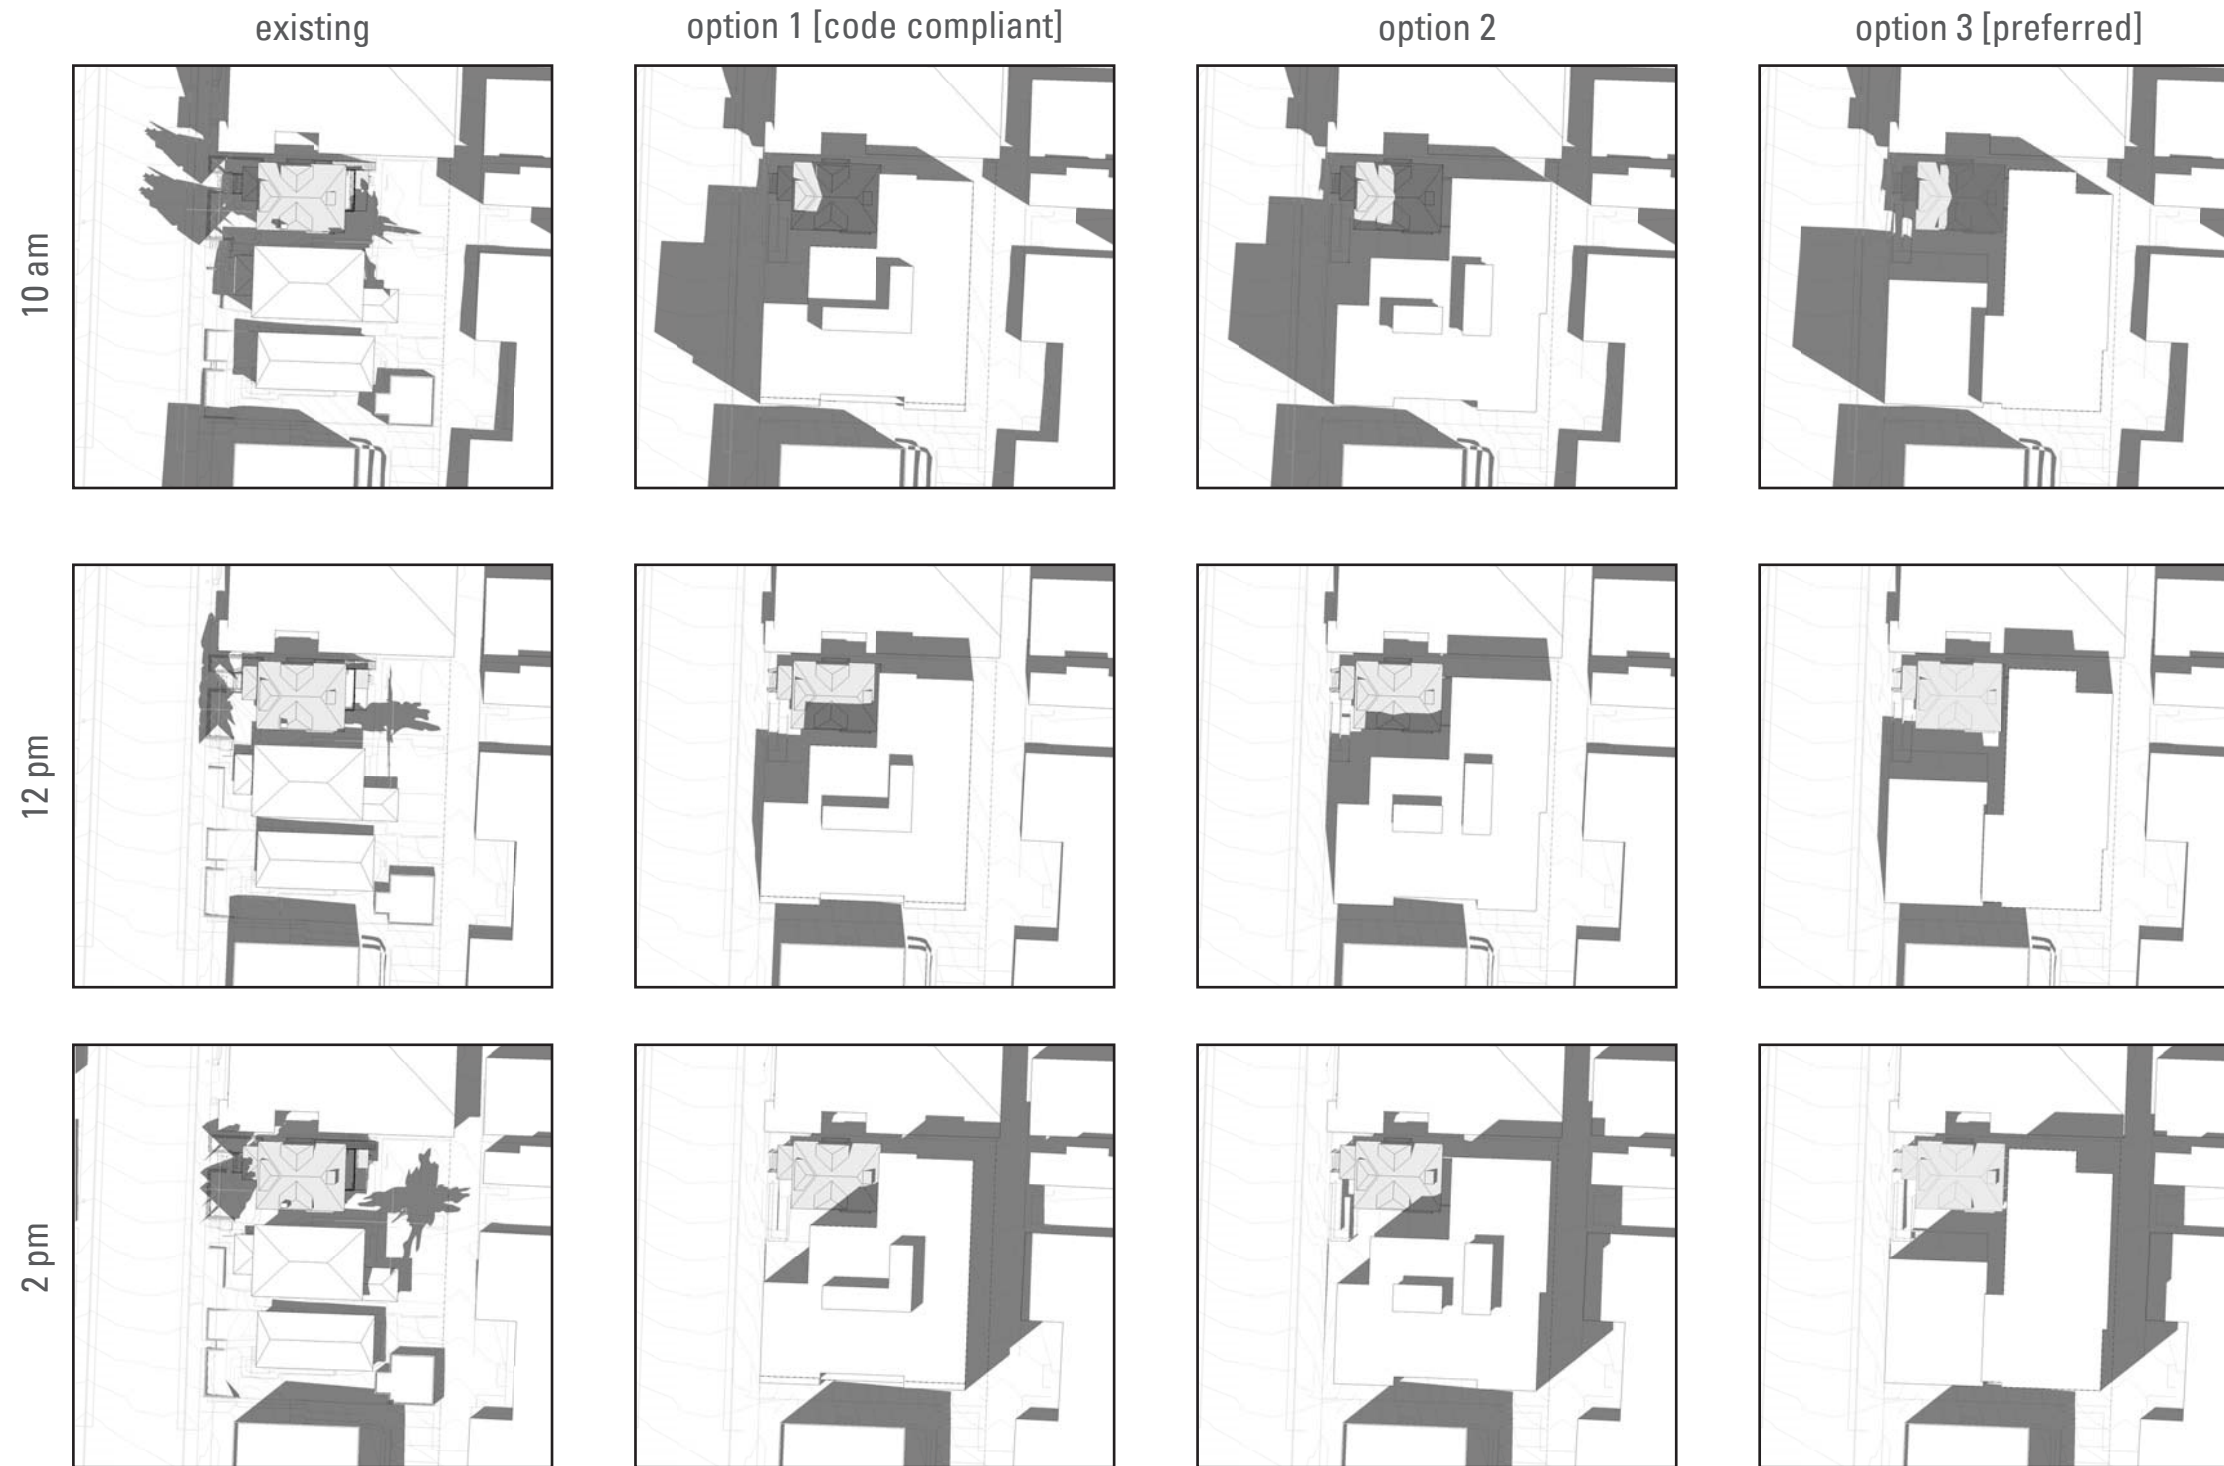 existing
option 1 [code compliant]
option 2
option 3 [preferred]
10 am
12 pm
2 pm